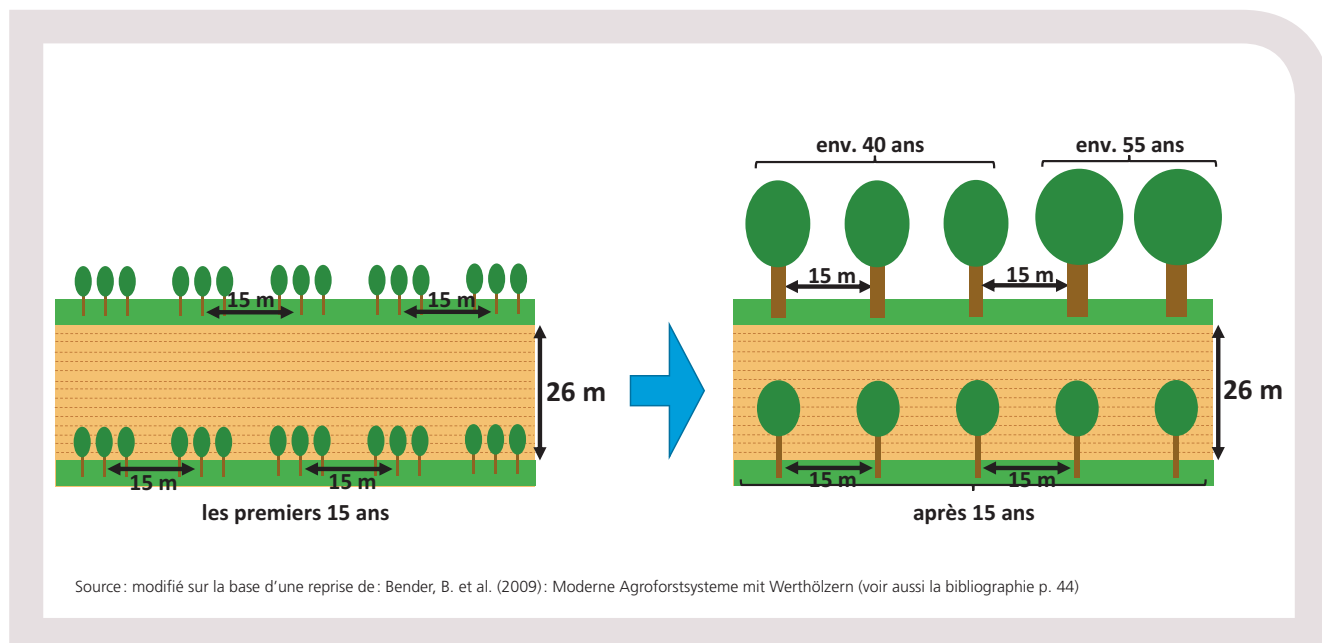 env. 40 ans
env. 55 ans
15 m
15 m
26 m
15 m
15 m
les premiers 15 ans
15 m
15 m
26 m
15 m
15 m
après 15 ans
Source : modifié sur la base d’une reprise de : Bender, B. et al. (2009) : Moderne Agroforstsysteme mit Werthölzern (voir aussi la bibliographie p. 44)